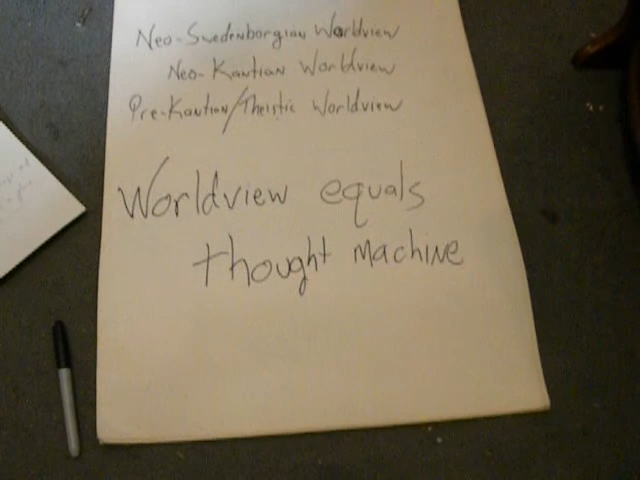 Neo-Swedenborgian Worldview
Neo-Kantian Worldview
Pre-Kantian/Theistic Worldview
Worldview equals
thought machine